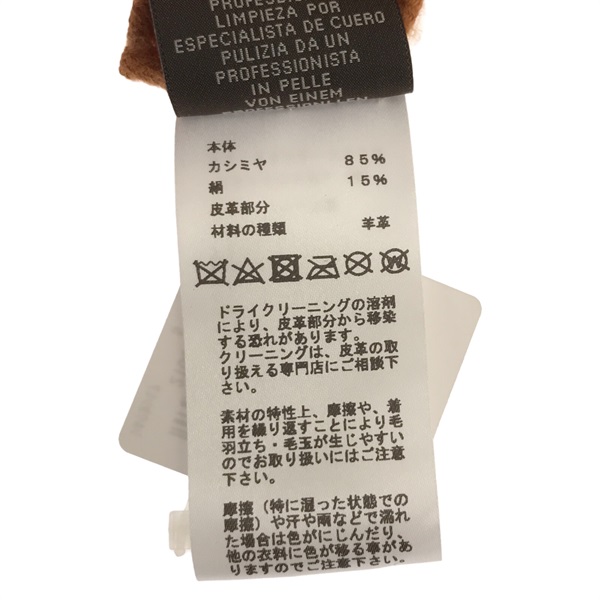 LIMPIEZA POR
ESPECIALISTA DE CUERO
PULIZIA DA UN
PROFESSIONISTA
IN PELLE
VON EINEM
本体
カシミヤ 85%
絹 15%
皮革部分
材料の種類 羊革
W
ドライクリーニングの溶剤
により、皮革部分から移染
する恐れがあります。
クリーニングは、皮革の取
り扱える専門店にご相談下
さい。
素材の特性上、摩擦や、着
用を繰り返すことにより毛
羽立ち・毛玉が生じやすい
のでお取り扱いにはご注意
下さい。
摩擦（特に湿った状態での
摩擦）や汗や雨などで濡れ
た場合は色がにじんだり、
他の衣料に色が移る事があ
りますのでご注意下さい。